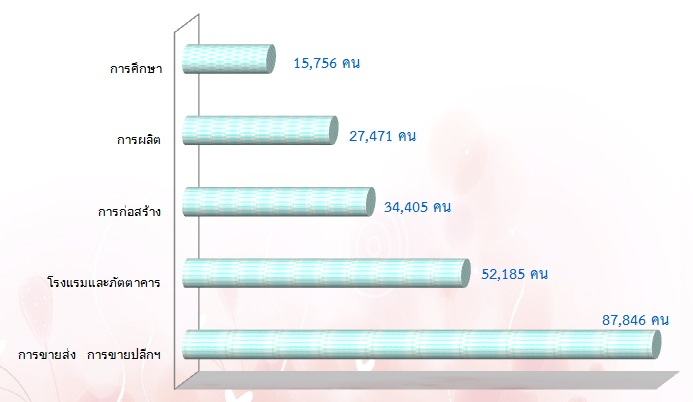 การศึกษา 15,756 คน
การผลิต 27,471 คน
การก่อสร้าง 34,405 คน
โรงแรมและภัตตาคาร 52,185 คน
87,846 คน
การขายส่ง การขายปลีกฯ